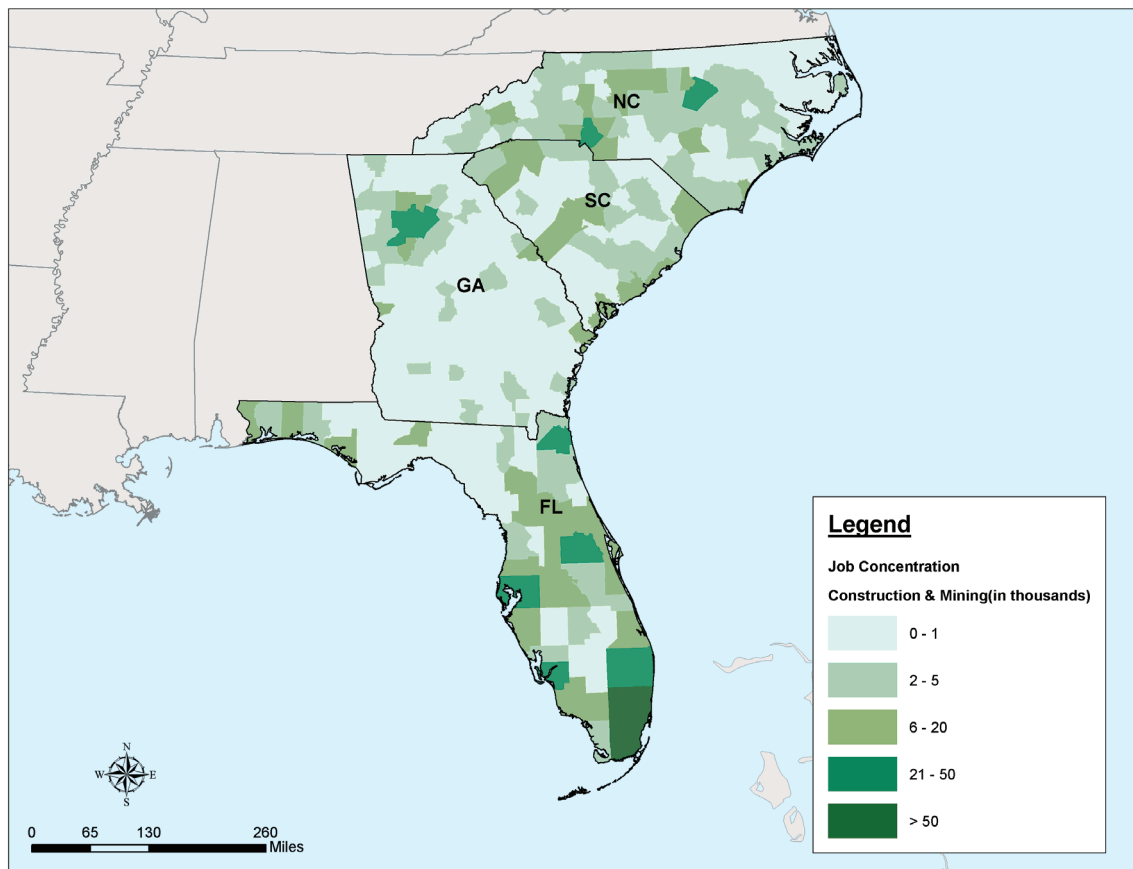 NC
SC
GA
FL
Legend
Job Concentration
Construction & Mining(in thousands)
0 - 1
2 - 5
6 - 20
21 - 50
> 50
N
W E
S
0 65 130 260
Miles